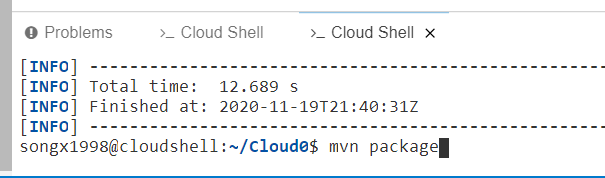 Problems
>_ Cloud Shell
>_ Cloud Shell ×
[INFO] ----------------------------------------------------
[INFO] Total time:  12.689 s
[INFO] Finished at: 2020-11-19T21:40:31Z
[INFO] ----------------------------------------------------
songx1998@cloudshell:~/Cloud0$ mvn package